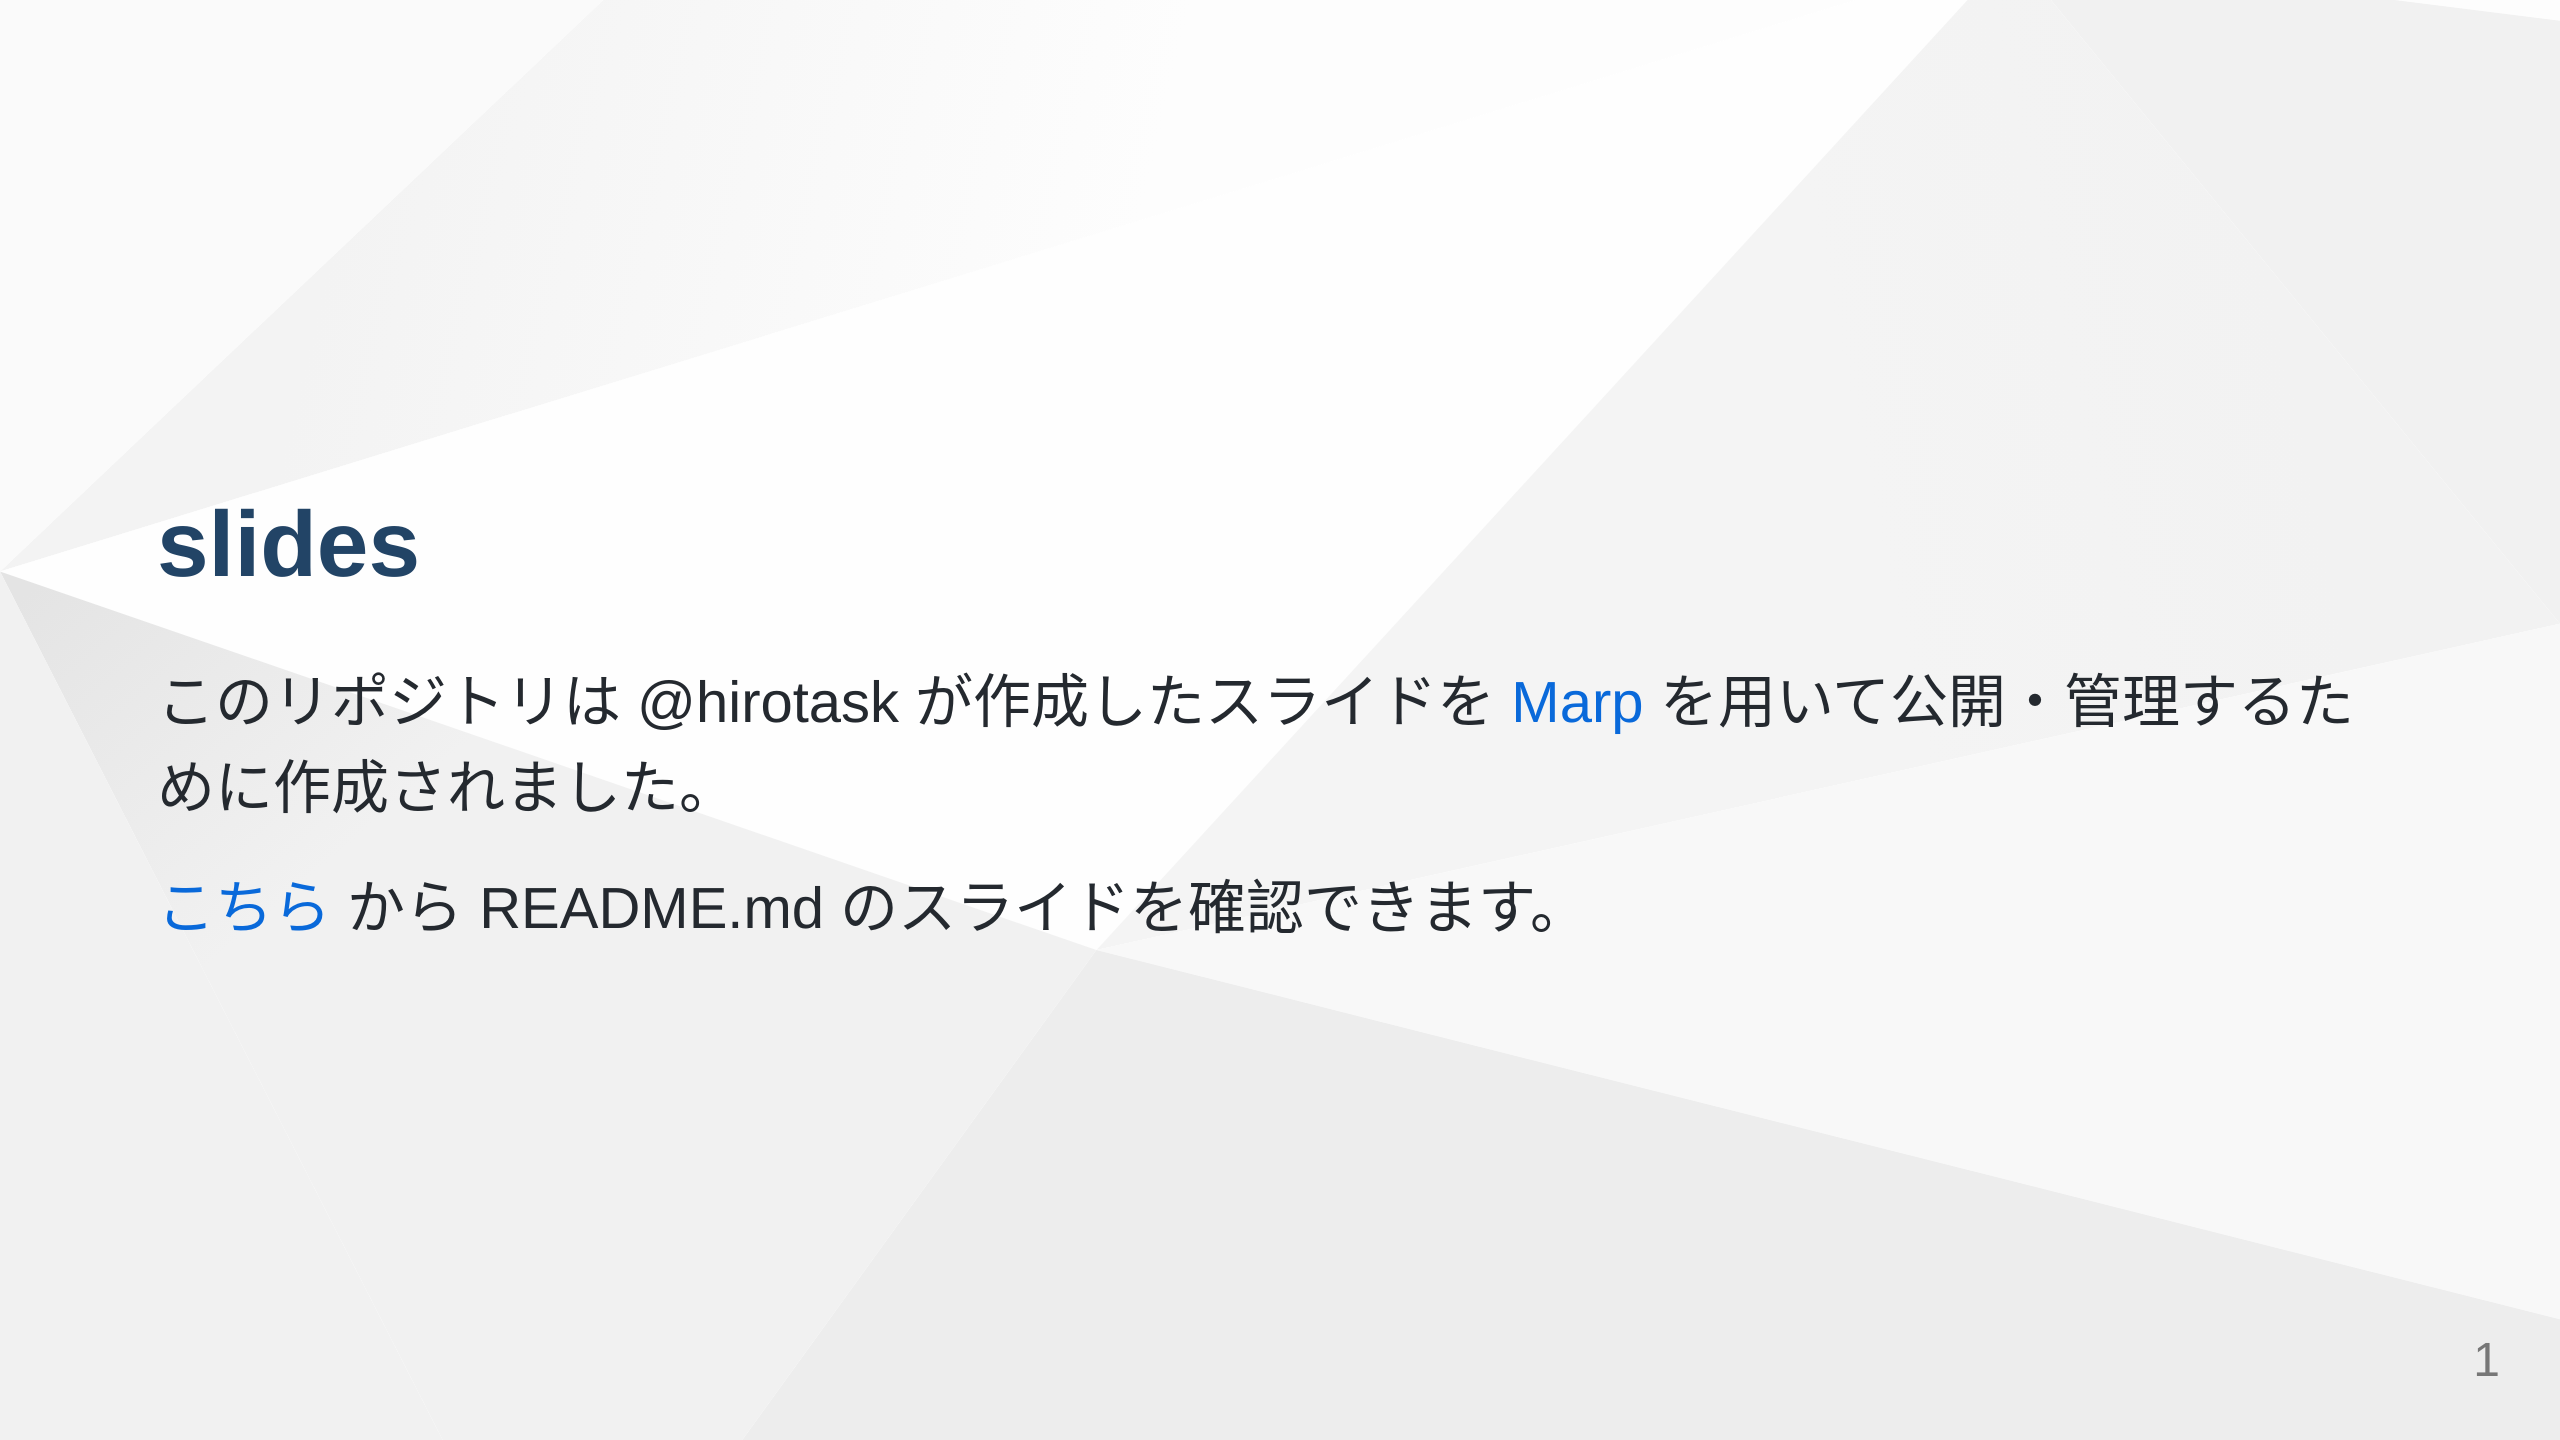 slides
このリポジトリは @hirotask が作成したスライドを Marp を用いて公開・管理するた
めに作成されました。
こちら から README.md のスライドを確認できます。
1